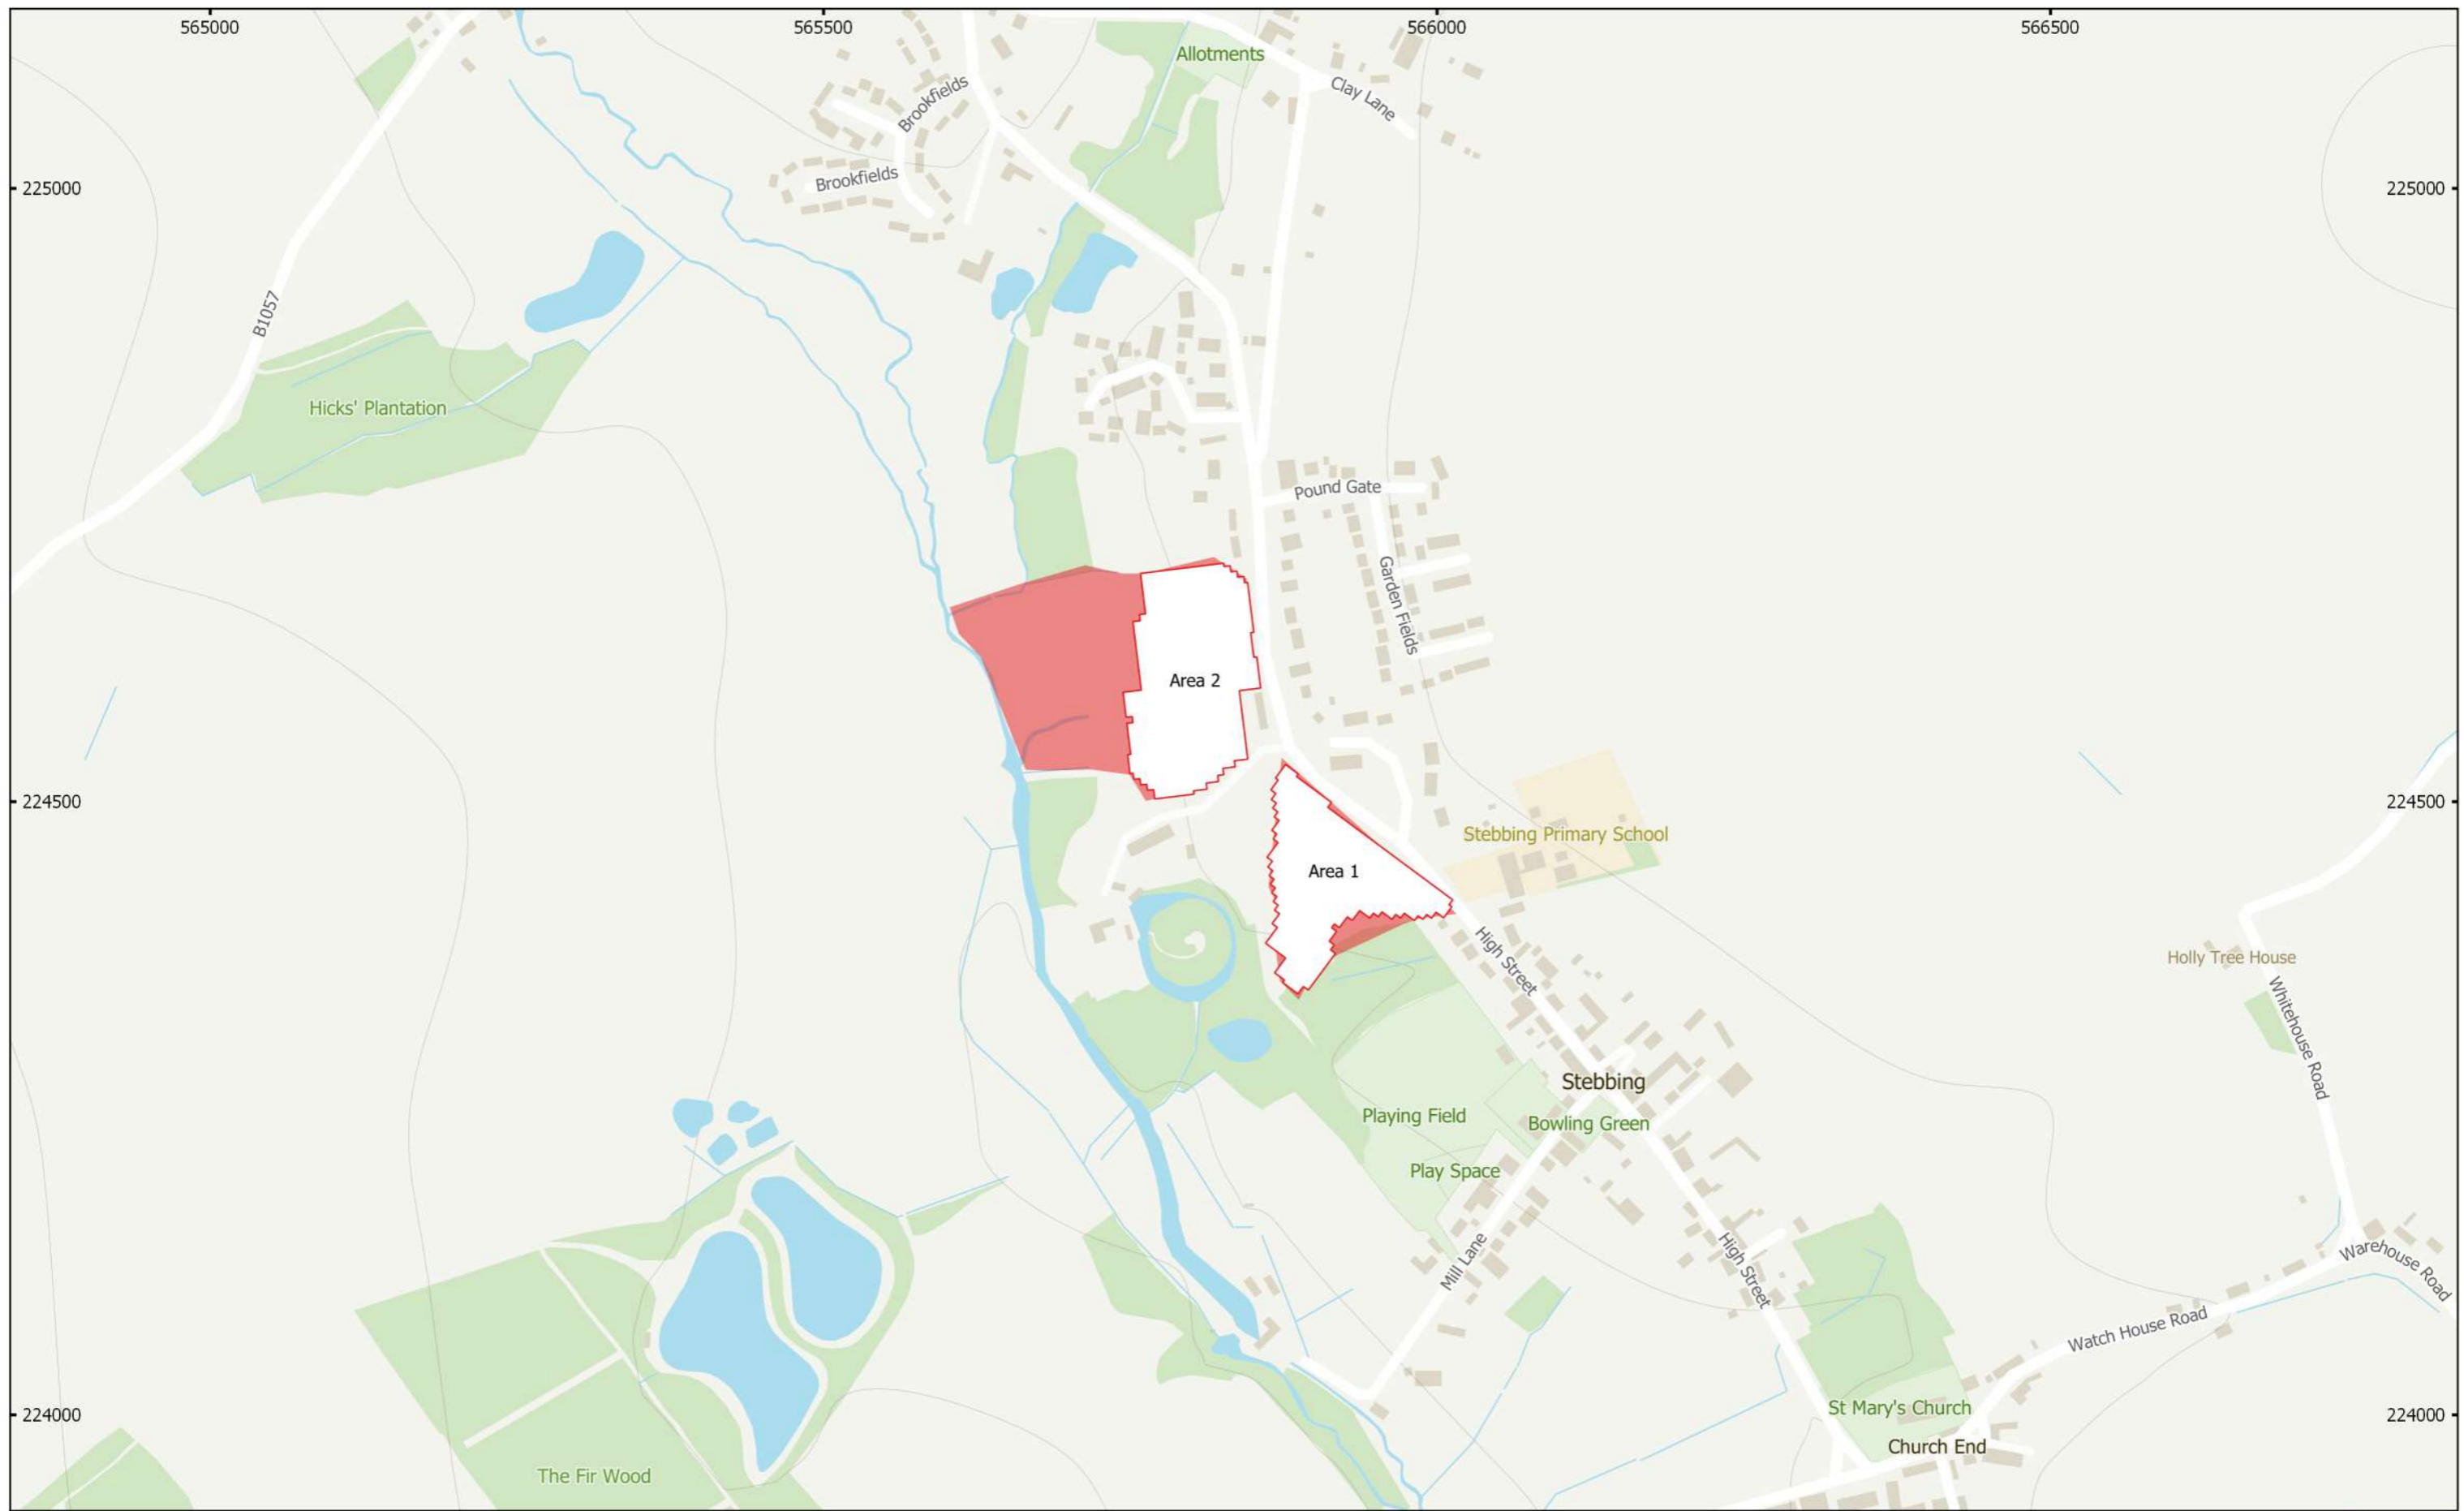 565000
565500
566000
566500
Allotments
Clay Lane
Brookfields
Brookfields
225000
225000
B1057
Hicks' Plantation
Pound Gate
Garden Fields
Area 2
224500
224500
Stebbing Primary School
Area 1
High Street
Holly Tree House
Whitehouse Road
Stebbing
Playing Field
Bowling Green
Play Space
Mill Lane
High Street
Warehouse Road
Watch House Road
St Mary's Church
224000
224000
Church End
The Fir Wood